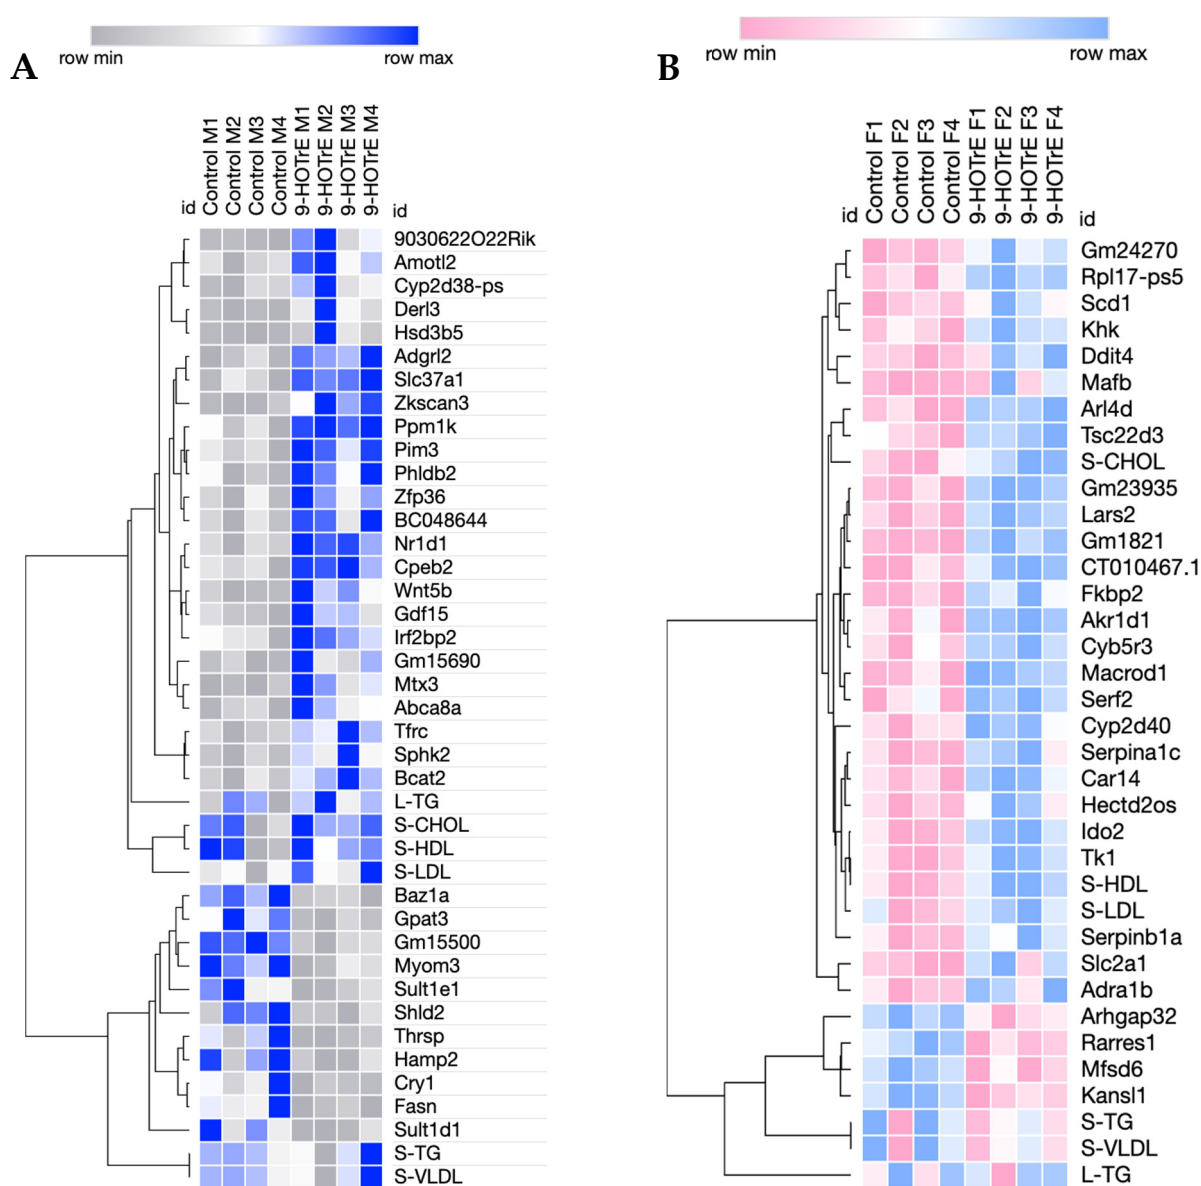 row min
row max
A
Control M1
Control M2
Control M3
Control M4
9-HOTrE M1
9-HOTrE M2
9-HOTrE M3
9-HOTrE M4
id
id
9030622O22Rik
Amotl2
Cyp2d38-ps
Derl3
Hsd3b5
Adgrl2
Slc37a1
Zkscan3
Ppm1k
Pim3
Phldb2
Zfp36
BC048644
Nr1d1
Cpeb2
Wnt5b
Gdf15
Irf2bp2
Gm15690
Mtx3
Abca8a
Tfrc
Sphk2
Bcat2
L-TG
S-CHOL
S-HDL
S-LDL
Baz1a
Gpat3
Gm15500
Myom3
Sult1e1
Shld2
Thrsp
Hamp2
Cry1
Fasn
Sult1d1
S-TG
S-VLDL
row min
row max
B
Control F1
Control F2
Control F3
Control F4
9-HOTrE F1
9-HOTrE F2
9-HOTrE F3
9-HOTrE F4
id
id
Gm24270
Rpl17-ps5
Scd1
Khk
Ddit4
Mafb
Arl4d
Tsc22d3
S-CHOL
Gm23935
Lars2
Gm1821
CT010467.1
Fkbp2
Akr1d1
Cyb5r3
Macrod1
Serf2
Cyp2d40
Serpina1c
Car14
Hectd2os
Ido2
Tk1
S-HDL
S-LDL
Serpinb1a
Slc2a1
Adra1b
Arhgap32
Rarres1
Mfsd6
Kansl1
S-TG
S-VLDL
L-TG